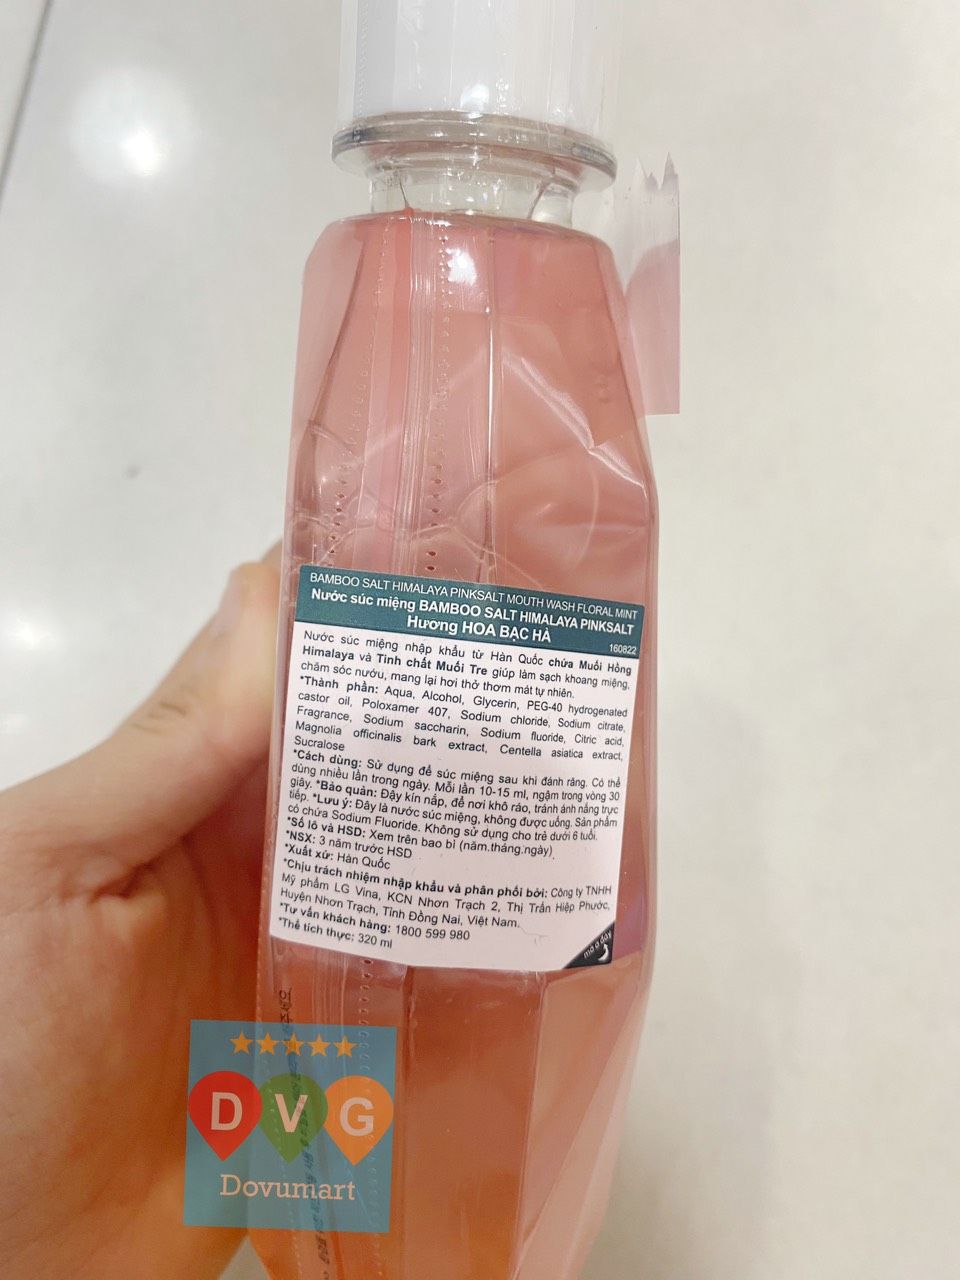 BAMBOO SALT HIMALAYA PINKSALT MOUTH WASH FLORAL MINT
Nước súc miệng BAMBOO SALT HIMALAYA PINKSALT
Hương HOA BẠC HÀ
160822
Nước súc miệng nhập khẩu từ Hàn Quốc chứa Muối Hồng
Himalaya và Tinh chất Muối Tre giúp làm sạch khoang miệng,
chăm sóc nướu, mang lại hơi thở thơm mát tự nhiên.
*Thành phần: Aqua, Alcohol, Glycerin, PEG-40 hydrogenated
castor oil, Poloxamer 407, Sodium chloride, Sodium citrate,
Fragrance, Sodium saccharin, Sodium fluoride, Citric acid,
Magnolia officinalis bark extract, Centella asiatica extract,
Sucralose
*Cách dùng: Sử dụng để súc miệng sau khi đánh răng. Có thể
dùng nhiều lần trong ngày. Mỗi lần 10-15 ml, ngậm trong vòng 30
giây. *Bảo quản: Đậy kín nắp, để nơi khô ráo, tránh ánh nắng trực
tiếp. *Lưu ý: Đây là nước súc miệng, không được uống. Sản phẩm
có chứa Sodium Fluoride. Không sử dụng cho trẻ dưới 6 tuổi.
*Số lô và HSD: Xem trên bao bì (năm.tháng.ngày)
*NSX: 3 năm trước HSD
*Xuất xứ: Hàn Quốc
*Chịu trách nhiệm nhập khẩu và phân phối bởi: Công ty TNHH
Mỹ phẩm LG Vina, KCN Nhơn Trạch 2, Thị Trấn Hiệp Phước,
Huyện Nhơn Trạch, Tỉnh Đồng Nai, Việt Nam.
*Tư vấn khách hàng: 1800 599 980
*Thể tích thực: 320 ml
mở ở đây
D V G
Dovumart